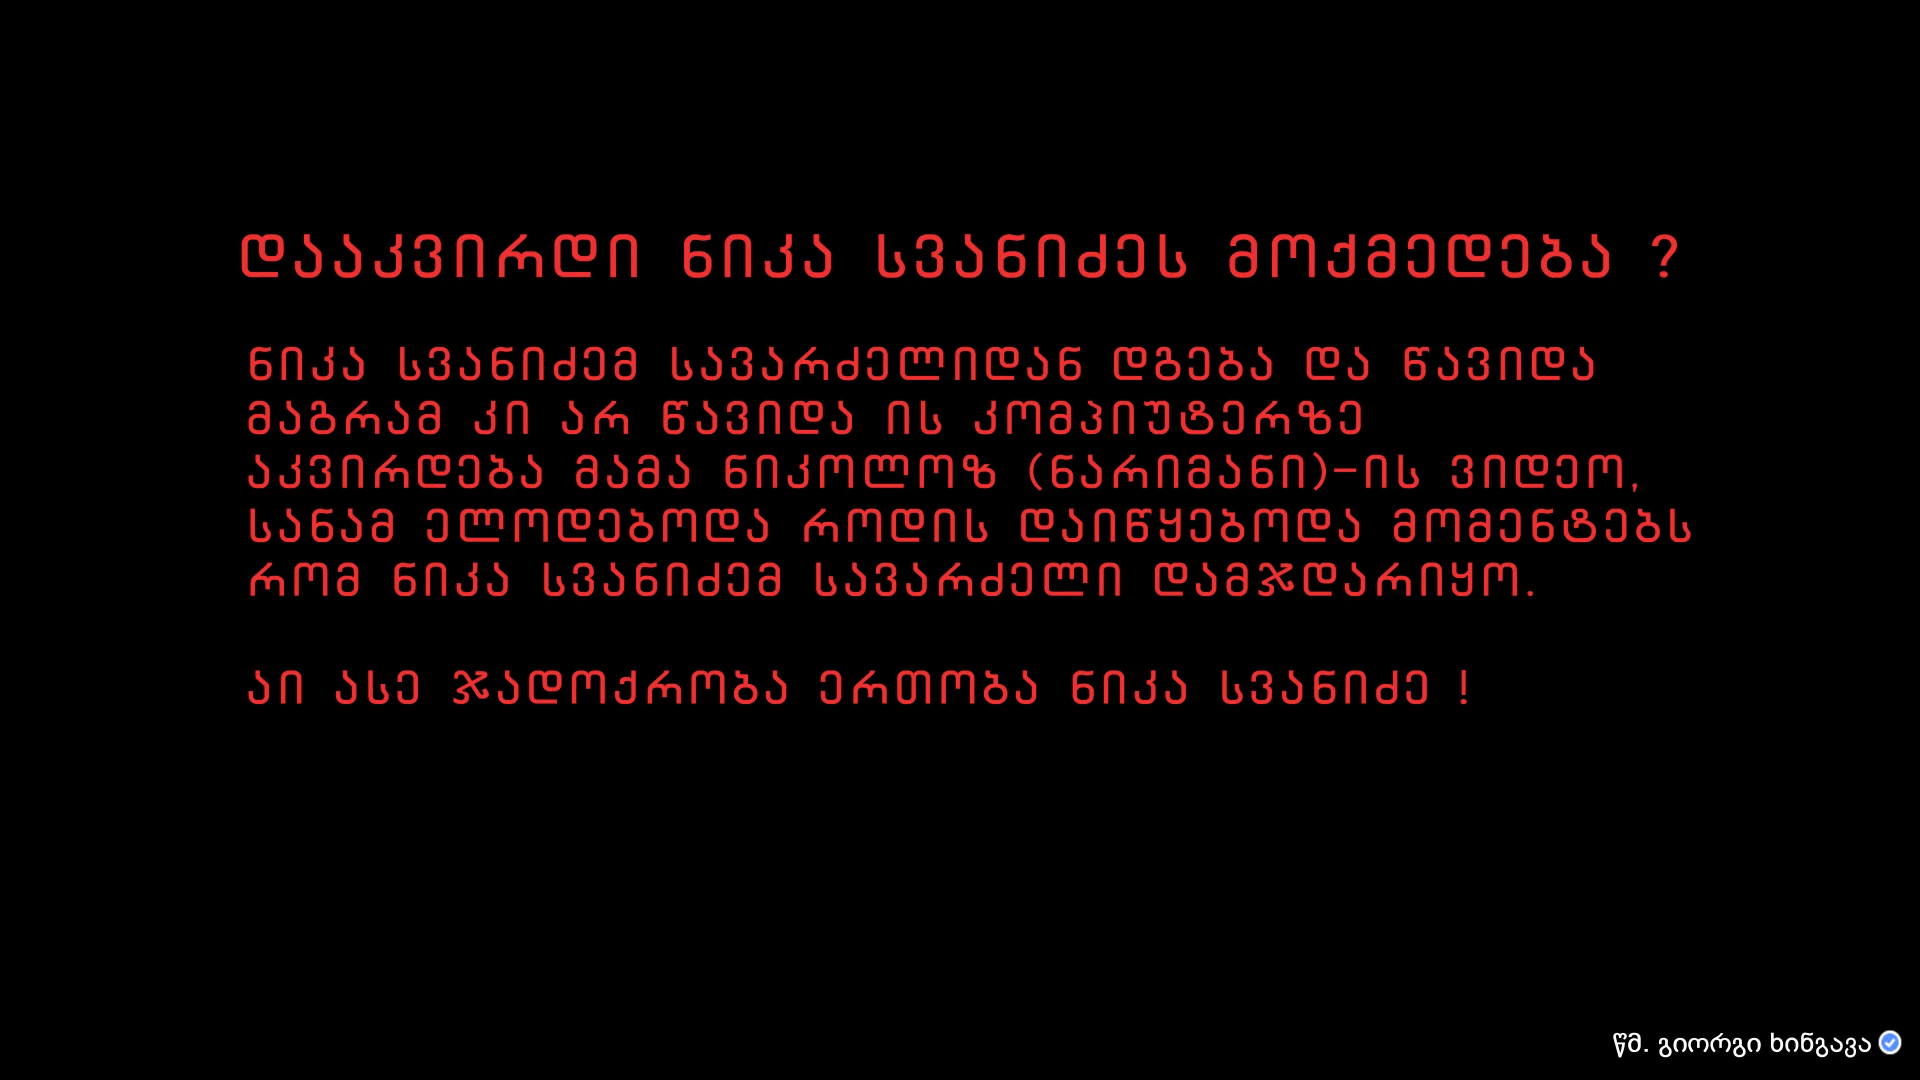 დააკვირდი ნიკა სვანიძეს მოქმედება ?
ნიკა სვანიძემ სავარძელიდან დგება და წავიდა
მაგრამ კი არ წავიდა ის კომპიუტერზე
აკვირდება მამა ნიკოლოზ (ნარიმანი)-ის ვიდეო,
სანამ ელოდებოდა როდის დაიწყებოდა მომენტებს
რომ ნიკა სვანიძემ სავარძელი დამჯდარიყო.
აი ასე ჯადოქრობა ერთობა ნიკა სვანიძე !
წმ. გიორგი ხინგავა